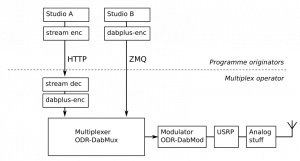 Studio A
Studio B
stream enc
dabplus-enc
HTTP
ZMQ
Programme originators
Multiplex operator
stream dec
dabplus-enc
Multiplexer
ODR-DabMux
Modulator
ODR-DabMod
USRP
Analog
stuff